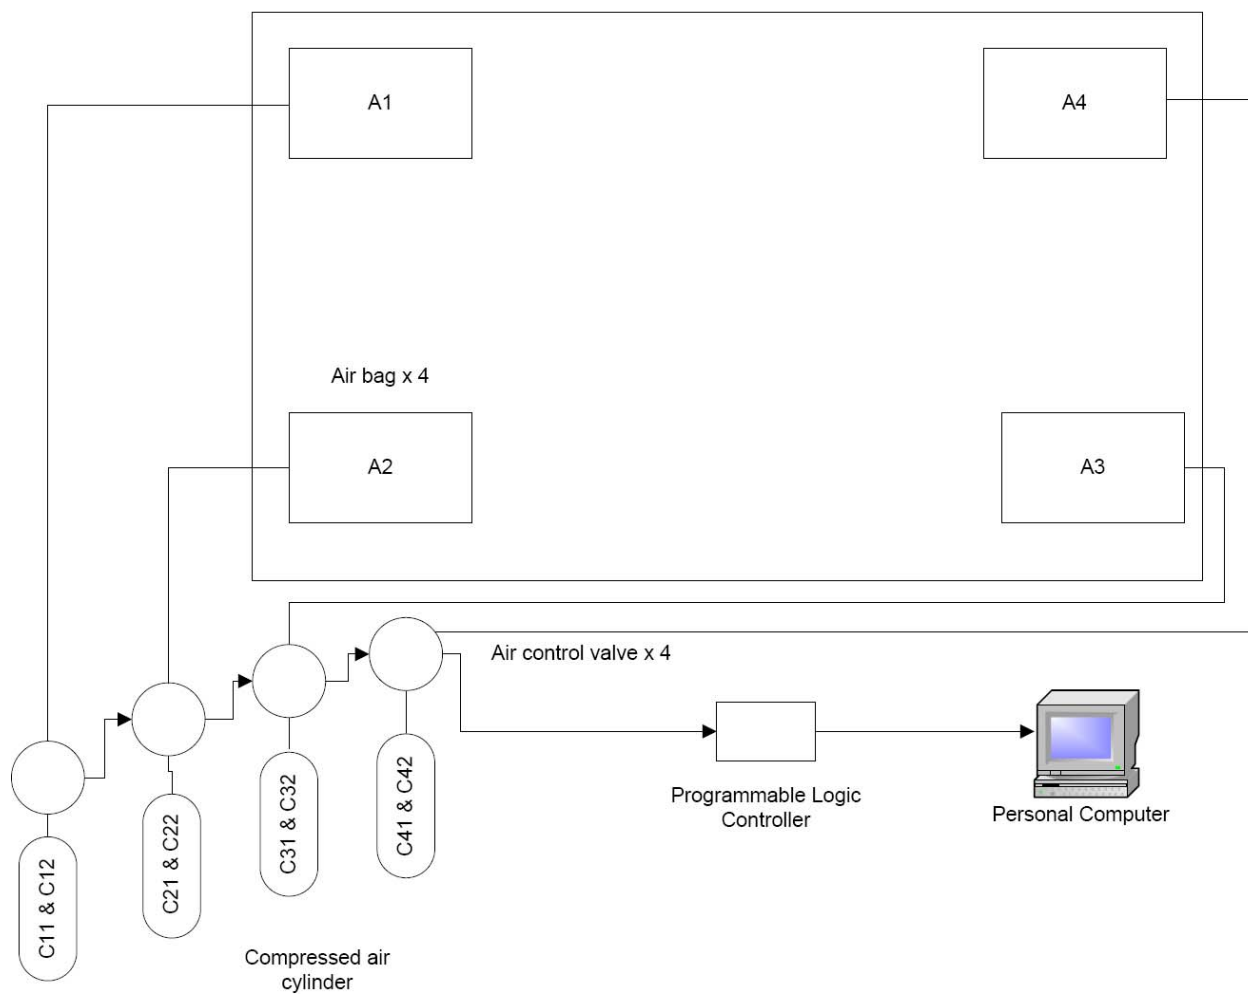 A1
A4
Air bag x 4
A2
A3
Air control valve x 4
C11 & C12
C21 & C22
C31 & C32
C41 & C42
Programmable Logic
Controller
Personal Computer
Compressed air
cylinder